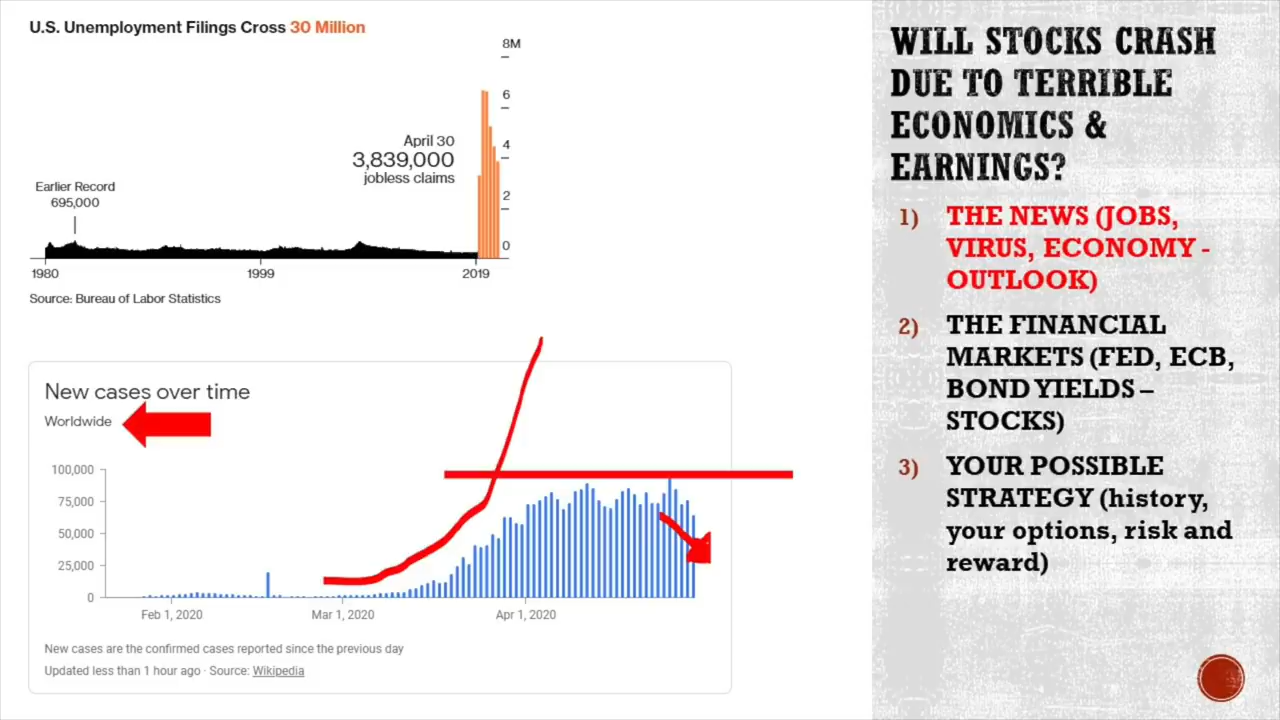 U.S. Unemployment Filings Cross 30 Million
8M
6
April 30
4
3,839,000
jobless claims
Earlier Record
695,000
2
0
1980
1999
2019
Source: Bureau of Labor Statistics
New cases over time
Worldwide
100,000
75,000
50,000
25,000
0
Feb 1, 2020
Mar 1, 2020
Apr 1, 2020
New cases are the confirmed cases reported since the previous day
Updated less than 1 hour ago · Source: Wikipedia
WILL STOCKS CRASH
DUE TO TERRIBLE
ECONOMICS &
EARNINGS?
1) THE NEWS (JOBS,
VIRUS, ECONOMY -
OUTLOOK)
2) THE FINANCIAL
MARKETS (FED, ECB,
BOND YIELDS –
STOCKS)
3) YOUR POSSIBLE
STRATEGY (history,
your options, risk and
reward)